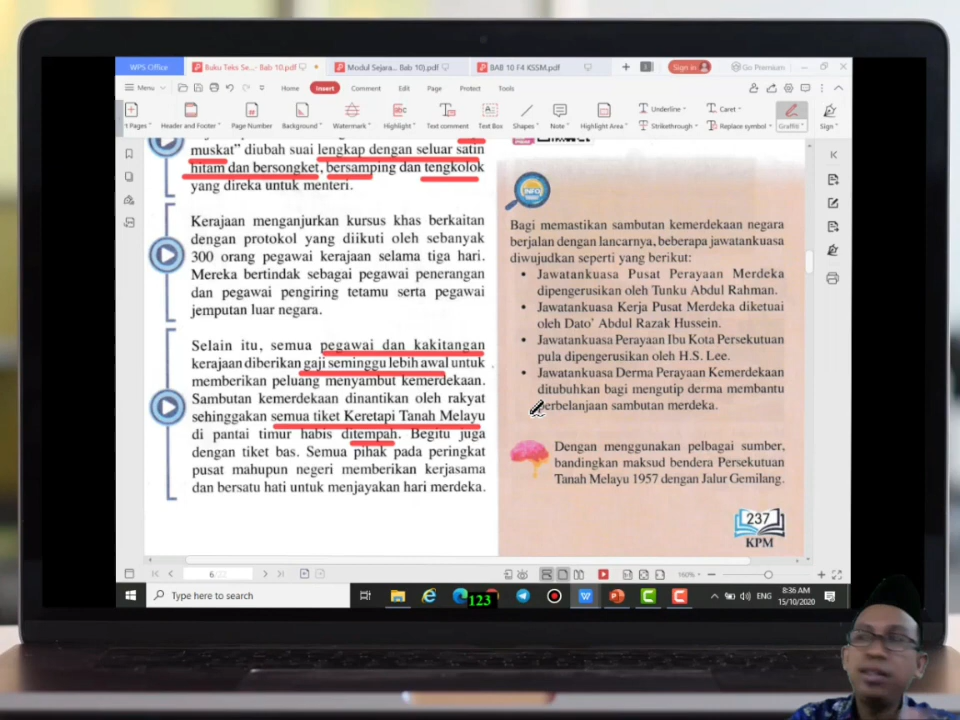 WPS Office
Buku Teks Se...- Bab 10.pdf
Modul Sejara... Bab 10).pdf
BAB 10 F4 KSSM.pdf
Sign in
Go Premium
Menu
Home
Insert
Comment
Edit
Page
Protect
Tools
rt Pages
Header and Footer
Page Number
Background
Watermark
Highlight
Text comment
Text Box
Shapes
Note
Highlight Area
Underline
Strikethrough
Caret
Replace symbol
Graffiti
Sign
muskat” diubah suai lengkap dengan seluar satin
hitam dan bersongket, bersamping dan tengkolok
yang direka untuk menteri.
Kerajaan menganjurkan kursus khas berkaitan
dengan protokol yang diikuti oleh sebanyak
300 orang pegawai kerajaan selama tiga hari.
Mereka bertindak sebagai pegawai penerangan
dan pegawai pengiring tetamu serta pegawai
jemputan luar negara.
Selain itu, semua pegawai dan kakitangan
kerajaan diberikan gaji seminggu lebih awal untuk
memberikan peluang menyambut kemerdekaan.
Sambutan kemerdekaan dinantikan oleh rakyat
sehinggakan semua tiket Keretapi Tanah Melayu
di pantai timur habis ditempah. Begitu juga
dengan tiket bas. Semua pihak pada peringkat
pusat mahupun negeri memberikan kerjasama
dan bersatu hati untuk menjayakan hari merdeka.
INFO
Bagi memastikan sambutan kemerdekaan negara
berjalan dengan lancarnya, beberapa jawatankuasa
diwujudkan seperti yang berikut:
• Jawatankuasa Pusat Perayaan Merdeka
dipengerusikan oleh Tunku Abdul Rahman.
• Jawatankuasa Kerja Pusat Merdeka diketuai
oleh Dato’ Abdul Razak Hussein.
• Jawatankuasa Perayaan Ibu Kota Persekutuan
pula dipengerusikan oleh H.S. Lee.
• Jawatankuasa Derma Perayaan Kemerdekaan
ditubuhkan bagi mengutip derma membantu
perbelanjaan sambutan merdeka.
Dengan menggunakan pelbagai sumber,
bandingkan maksud bendera Persekutuan
Tanah Melayu 1957 dengan Jalur Gemilang.
237
KPM
6/22
160%
Type here to search
123
ENG
8:36 AM
15/10/2020